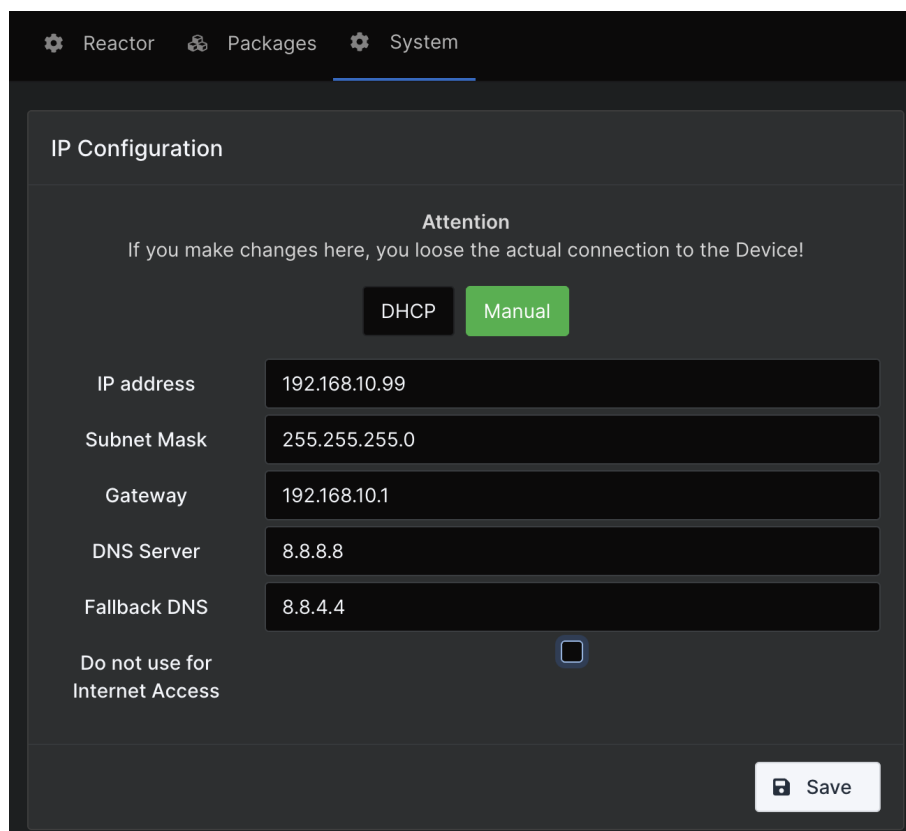 Reactor Packages System
IP Configuration
Attention
If you make changes here, you loose the actual connection to the Device!
DHCP Manual
IP address 192.168.10.99
Subnet Mask 255.255.255.0
Gateway 192.168.10.1
DNS Server 8.8.8.8
Fallback DNS 8.8.4.4
Do not use for
Internet Access
Save